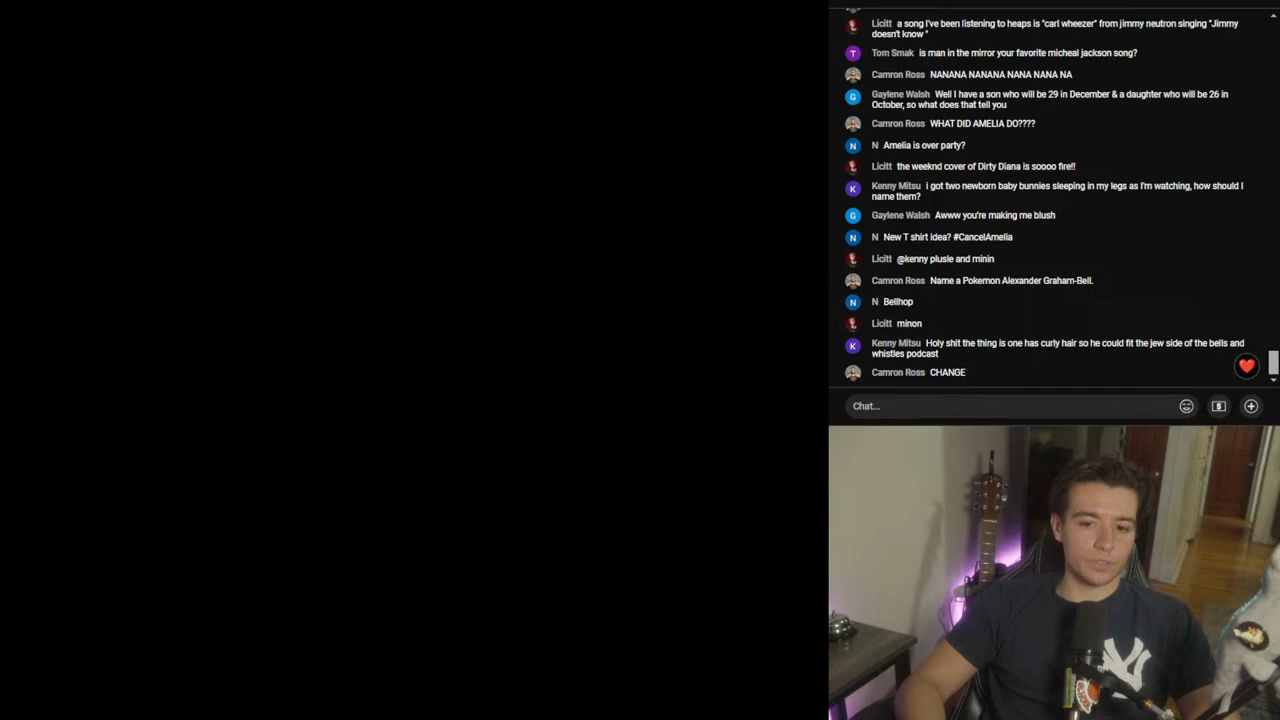 Licitt a song I've been listening to heaps is "carl wheezer" from jimmy neutron singing "Jimmy
doesn't know "
T Tom Smak is man in the mirror your favorite micheal jackson song?
Camron Ross NANANA NANANA NANA NANA NA
G Gaylene Walsh Well I have a son who will be 29 in December & a daughter who will be 26 in
October, so what does that tell you
Camron Ross WHAT DID AMELIA DO????
N N Amelia is over party?
Licitt the weeknd cover of Dirty Diana is soooo fire!!
K Kenny Mitsu i got two newborn baby bunnies sleeping in my legs as I'm watching, how should I
name them?
G Gaylene Walsh Awww you're making me blush
N N New T shirt idea? #CancelAmelia
Licitt @kenny plusle and minin
Camron Ross Name a Pokemon Alexander Graham-Bell.
N N Bellhop
Licitt minon
K Kenny Mitsu Holy shit the thing is one has curly hair so he could fit the jew side of the bells and
whistles podcast
Camron Ross CHANGE
Chat...
NY